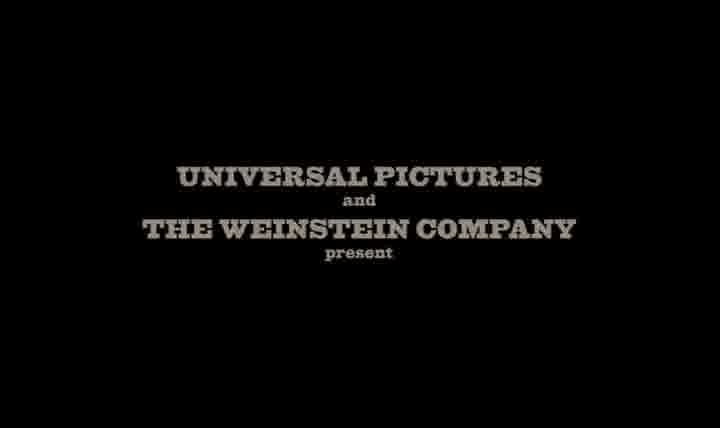 UNIVERSAL PICTURES
and
THE WEINSTEIN COMPANY
present